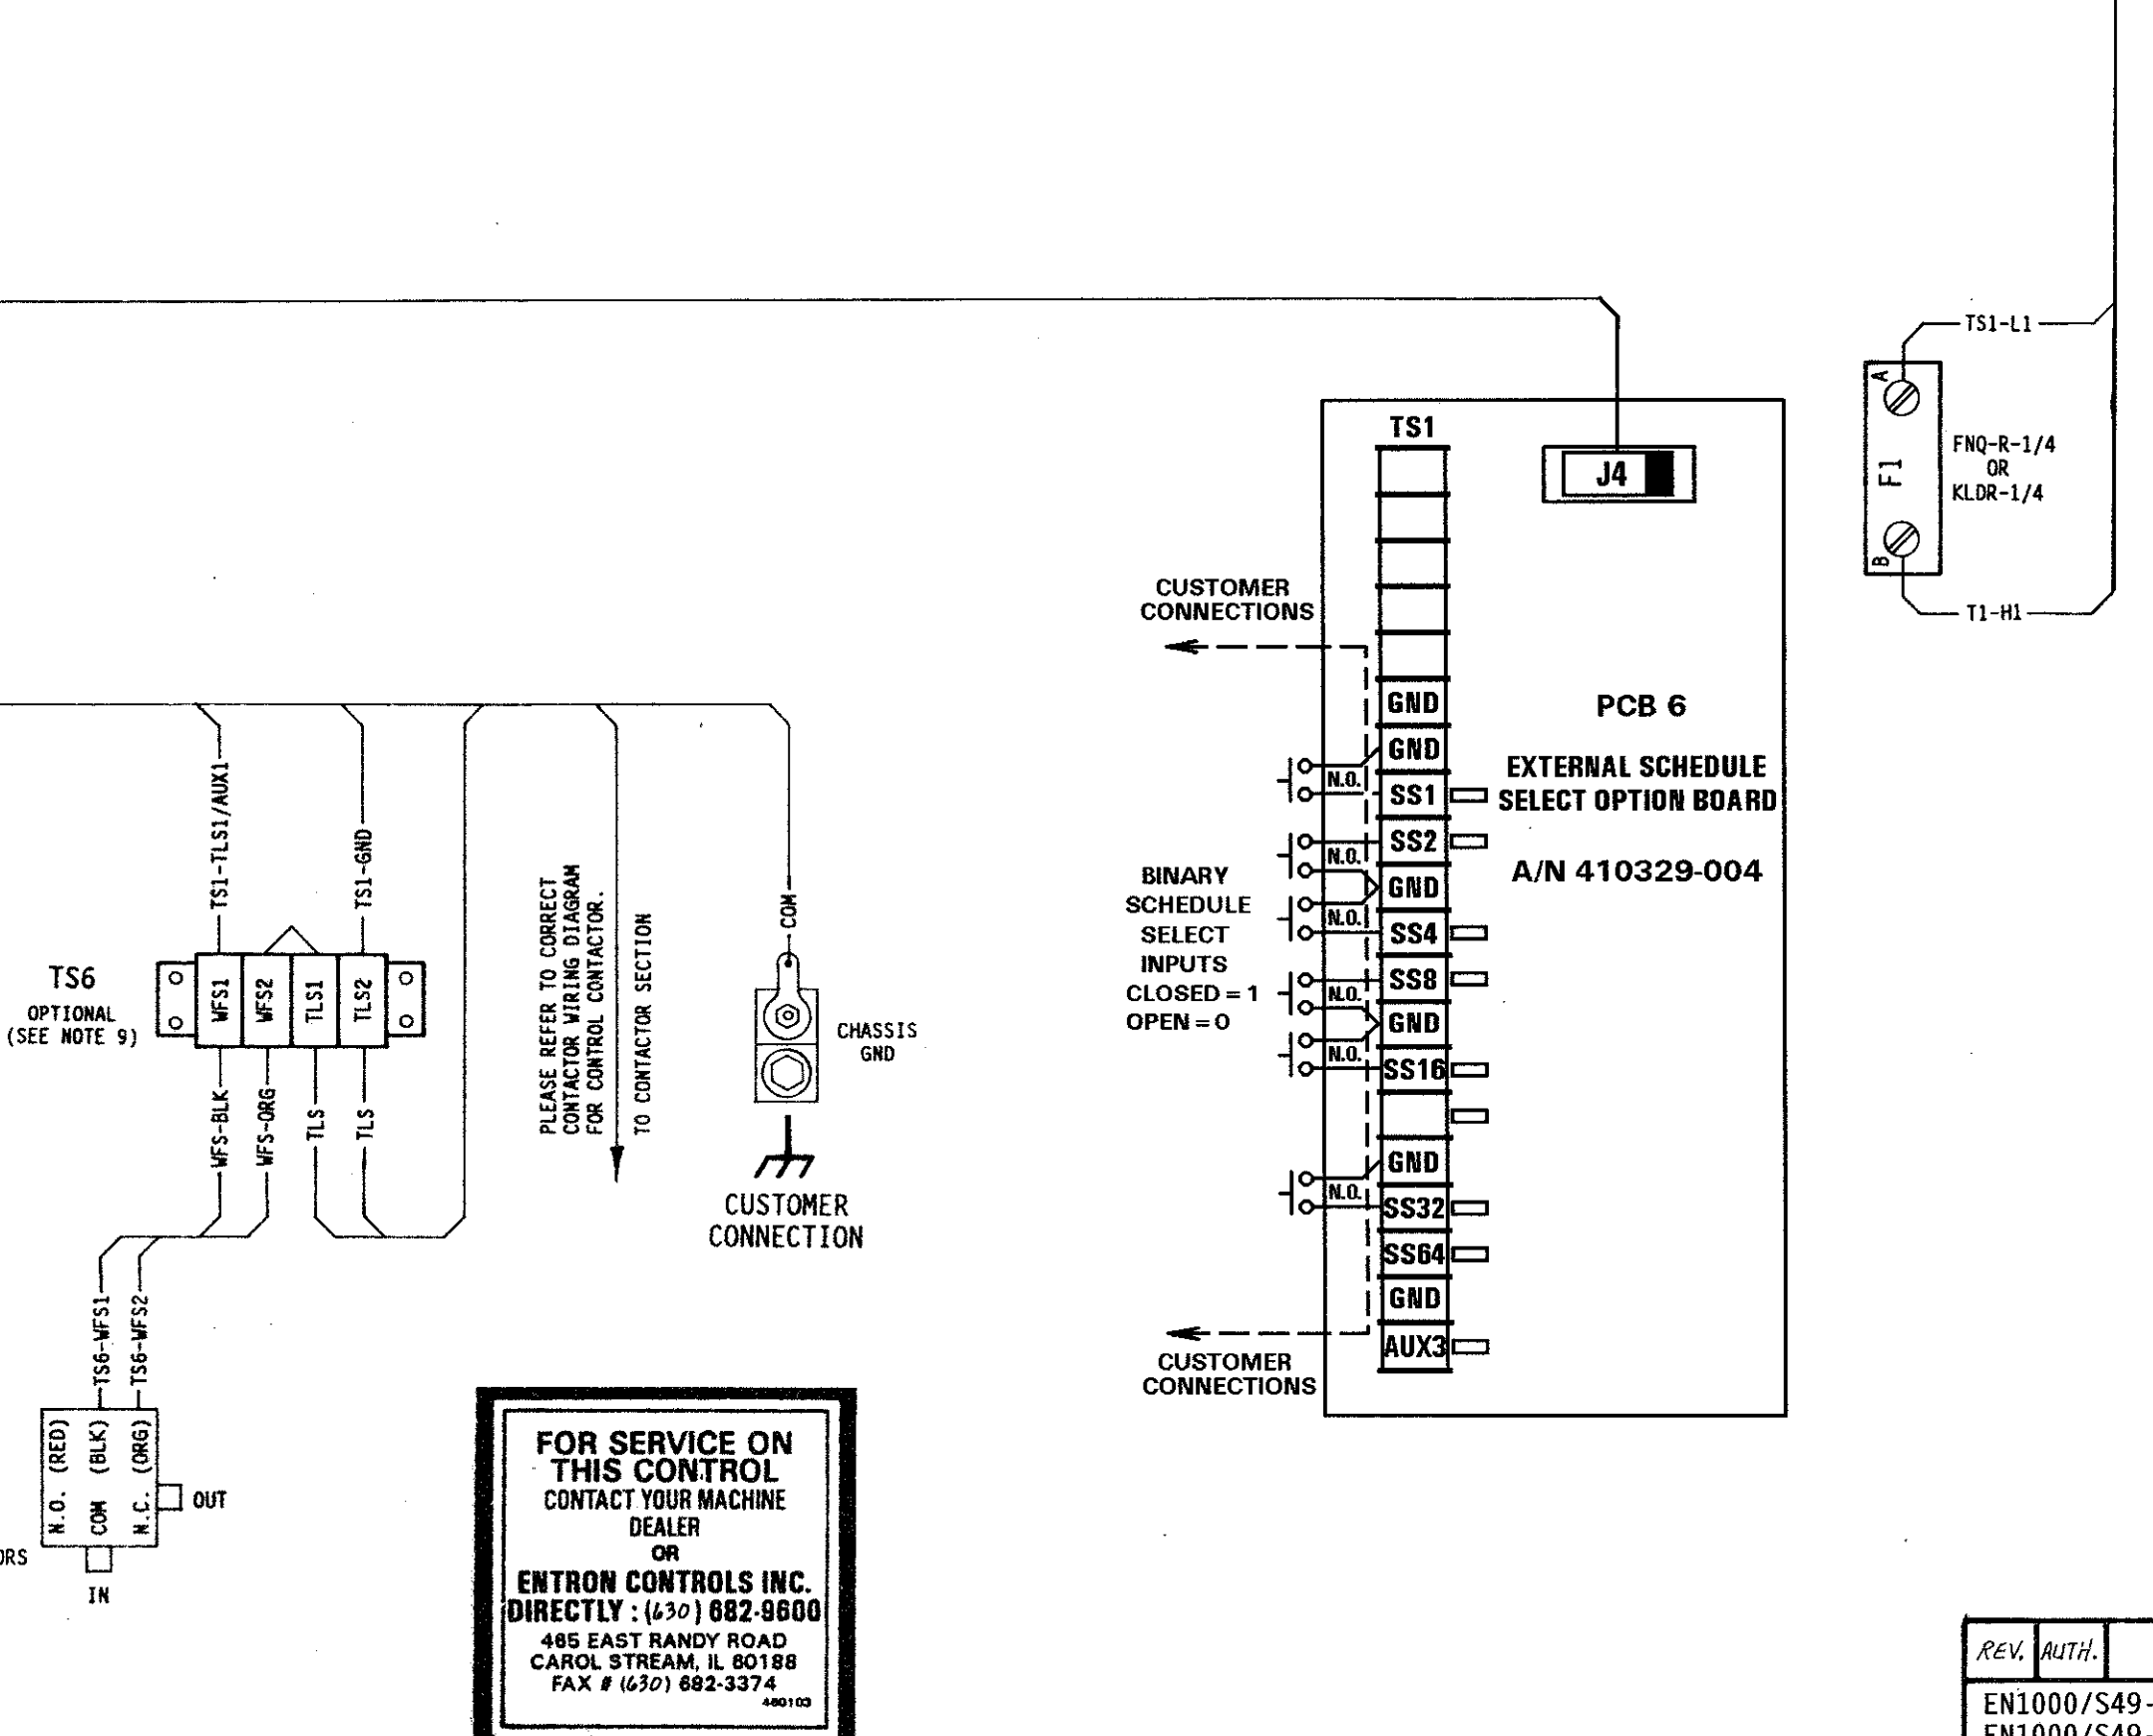 TS1-L1
A
F1
B
FNQ-R-1/4
OR
KLDR-1/4
T1-H1
TS1
J4
CUSTOMER
CONNECTIONS
GND
GND
SS1
SS2
GND
SS4
SS8
GND
SS16
GND
SS32
SS64
GND
AUX3
N.O.
N.O.
N.O.
N.O.
N.O.
N.O.
PCB 6
EXTERNAL SCHEDULE
SELECT OPTION BOARD
A/N 410329-004
BINARY
SCHEDULE
SELECT
INPUTS
CLOSED = 1
OPEN = 0
CUSTOMER
CONNECTIONS
TS1-TLS1/AUX1
TS1-GND
TS6
OPTIONAL
(SEE NOTE 9)
WFS1
WFS2
TLS1
TLS2
WFS-BLK
WFS-ORG
TLS
TLS
PLEASE REFER TO CORRECT
CONTACTOR WIRING DIAGRAM
FOR CONTROL CONTACTOR.
TO CONTACTOR SECTION
COM
CHASSIS
GND
CUSTOMER
CONNECTION
TS6-WFS1
TS6-WFS2
N.O. (RED)
COM (BLK)
N.C. (ORG)
OUT
ORS
IN
FOR SERVICE ON
THIS CONTROL
CONTACT YOUR MACHINE
DEALER
OR
ENTRON CONTROLS INC.
DIRECTLY : (630) 682-9600
465 EAST RANDY ROAD
CAROL STREAM, IL 60188
FAX # (630) 682-3374
460103
REV. AUTH.
EN1000/S49-
EN1000/S49-